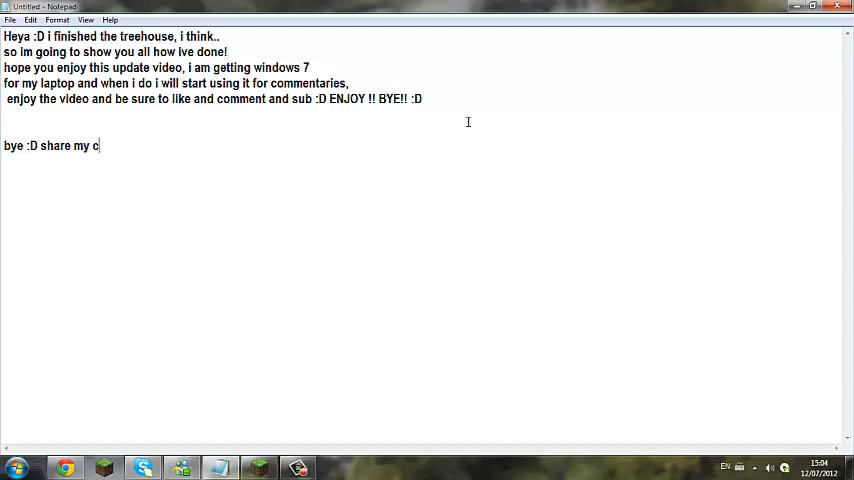 Untitled - Notepad
File Edit Format View Help
Heya :D i finished the treehouse, i think..
so Im going to show you all how ive done!
hope you enjoy this update video, i am getting windows 7
for my laptop and when i do i will start using it for commentaries,
enjoy the video and be sure to like and comment and sub :D ENJOY !! BYE!! :D
bye :D share my c
EN
15:04
12/07/2012